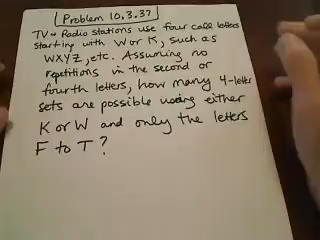 Problem 10.3.37
TV & Radio stations use four call letters
starting with W or K, such as
WXYZ, etc. Assuming no
repetitions in the second or
fourth letters, how many 4-letter
sets are possible using either
K or W and only the letters
F to T?